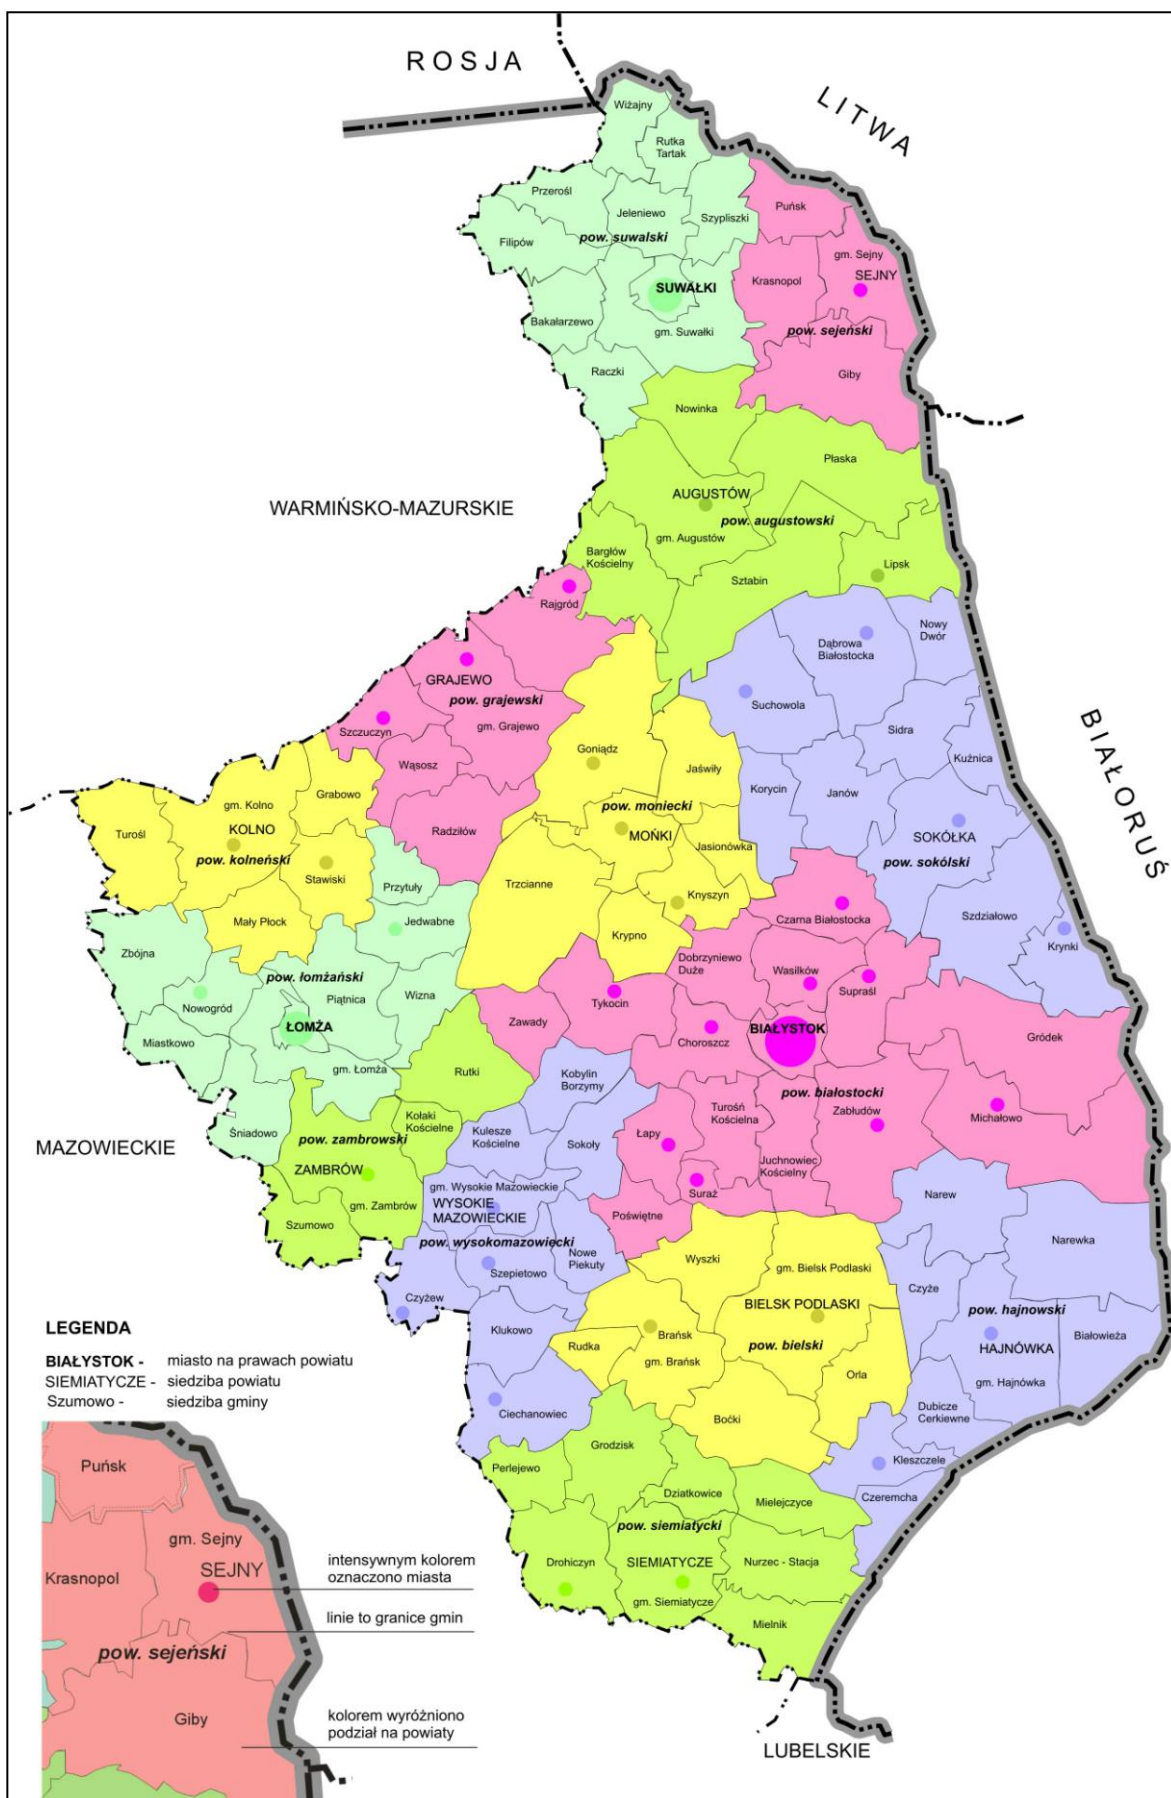 ROSJA
LITWA
Wiżajny
Rutka
Tartak
Przerośl
Jeleniewo
Szypliszki
Puńsk
pow. suwalski
Filipów
gm. Sejny
SEJNY
Krasnopol
SUWAŁKI
Bakałarzewo
gm. Suwałki
pow. sejeński
Raczki
Giby
Nowinka
Płaska
WARMIŃSKO-MAZURSKIE
AUGUSTÓW
pow. augustowski
gm. Augustów
Bargłów
Kościelny
Sztabin
Lipsk
Rajgród
Nowy
Dwór
Dąbrowa
Białostocka
GRAJEWO
pow. grajewski
Suchowola
gm. Grajewo
Szczuczyn
Sidra
BIAŁORUŚ
Goniądz
Kuźnica
Wąsosz
Jaświły
Grabowo
Korycin
Janów
gm. Kolno
pow. moniecki
KOLNO
Turośl
Radziłów
MOŃKI
SOKÓŁKA
pow. kolneński
Jasionówka
pow. sokólski
Stawiski
Trzcianne
Przytuły
Knyszyn
Mały Płock
Jedwabne
Czarna Białostocka
Szdziałowo
Krypno
Krynki
Zbójna
Dobrzyniewo
Duże
Wasilków
pow. łomżański
Supraśl
Piątnica
Wizna
Tykocin
Nowogród
ŁOMŻA
Zawady
BIAŁYSTOK
Choroszcz
Gródek
Miastkowo
gm. Łomża
Rutki
Kobylin
Borzymy
pow. białostocki
Kołaki
Kościelne
Turośń
Kościelna
Zabłudów
Michałowo
Śniadowo
pow. zambrowski
Kulesze
Kościelne
Sokoły
Łapy
MAZOWIECKIE
ZAMBRÓW
Juchnowiec
Kościelny
gm. Wysokie Mazowieckie
Suraż
WYSOKIE
MAZOWIECKIE
gm. Zambrów
Narew
Szumowo
Poświętne
pow. wysokomazowiecki
Narewka
Nowe
Piekuty
Wyszki
gm. Bielsk Podlaski
Szepietowo
Czyże
Czyżew
BIELSK PODLASKI
pow. hajnowski
Klukowo
Brańsk
Rudka
pow. bielski
HAJNÓWKA
Białowieża
gm. Brańsk
Orla
gm. Hajnówka
Ciechanowiec
Boćki
Dubicze
Cerkiewne
Grodzisk
Kleszczele
Perlejewo
Dziatkowice
Mielejczyce
Czeremcha
pow. siemiatycki
Drohiczyn
SIEMIATYCZE
Nurzec - Stacja
gm. Siemiatycze
Mielnik
LUBELSKIE
LEGENDA
BIAŁYSTOK - miasto na prawach powiatu
SIEMIATYCZE - siedziba powiatu
Szumowo - siedziba gminy
Puńsk
gm. Sejny
SEJNY
Krasnopol
pow. sejeński
Giby
intensywnym kolorem
oznaczono miasta
linie to granice gmin
kolorem wyróżniono
podział na powiaty